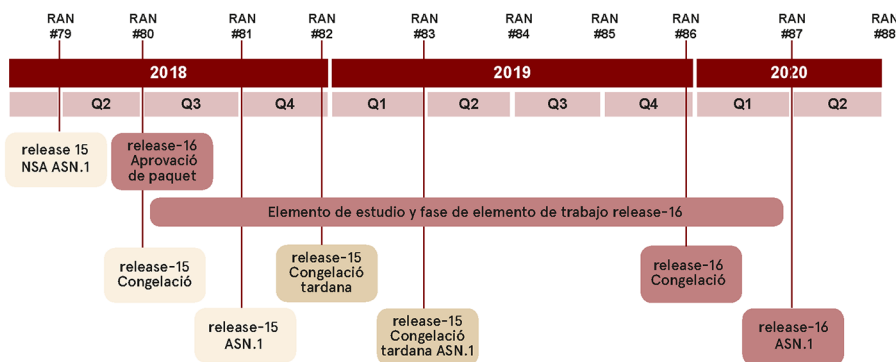 RAN
#79
RAN
#80
RAN
#81
RAN
#82
RAN
#83
RAN
#84
RAN
#85
RAN
#86
RAN
#87
RAN
#88
2018
2019
2020
Q2
Q3
Q4
Q1
Q2
Q3
Q4
Q1
Q2
release 15
NSA ASN.1
release-16
Aprovació
de paquet
Elemento de estudio y fase de elemento de trabajo release-16
release-15
Congelació
release-15
Congelació
tardana
release-16
Congelació
release-15
ASN.1
release-15
Congelació
tardana ASN.1
release-16
ASN.1